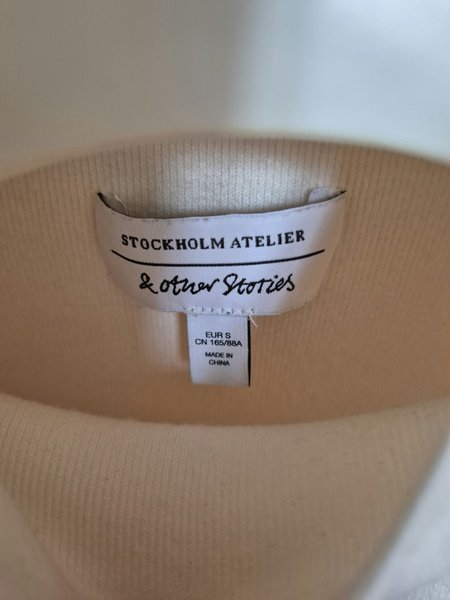 STOCKHOLM ATELIER
& other Stories
EUR S
CN 165/88A
MADE IN
CHINA